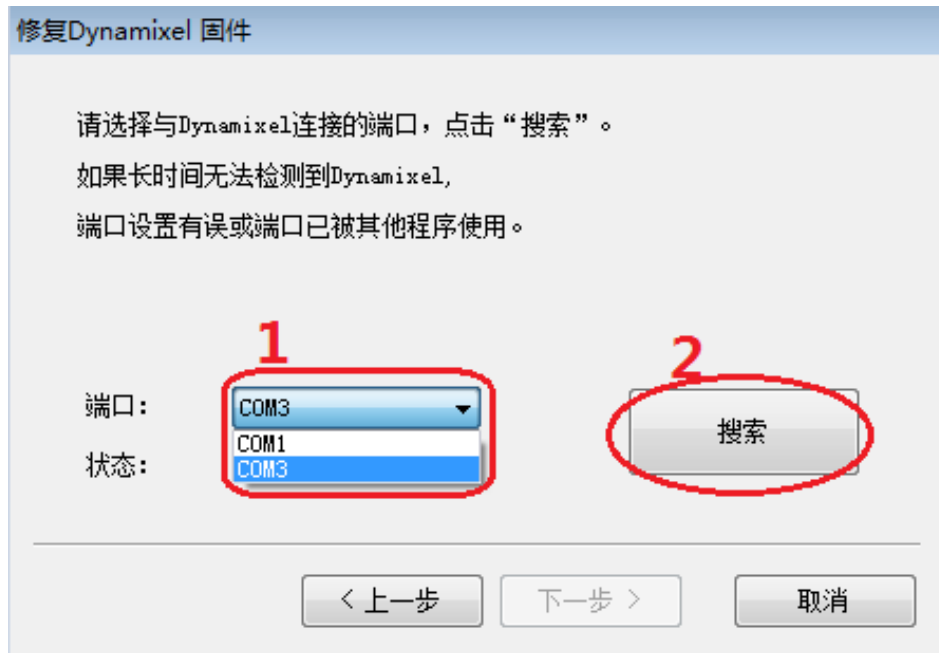 修复Dynamixel 固件
请选择与Dynamixel连接的端口，点击“搜索”。
如果长时间无法检测到Dynamixel,
端口设置有误或端口已被其他程序使用。
1
2
端口：
COM3
搜索
COM1
状态：
COM3
< 上一步
下一步 >
取消